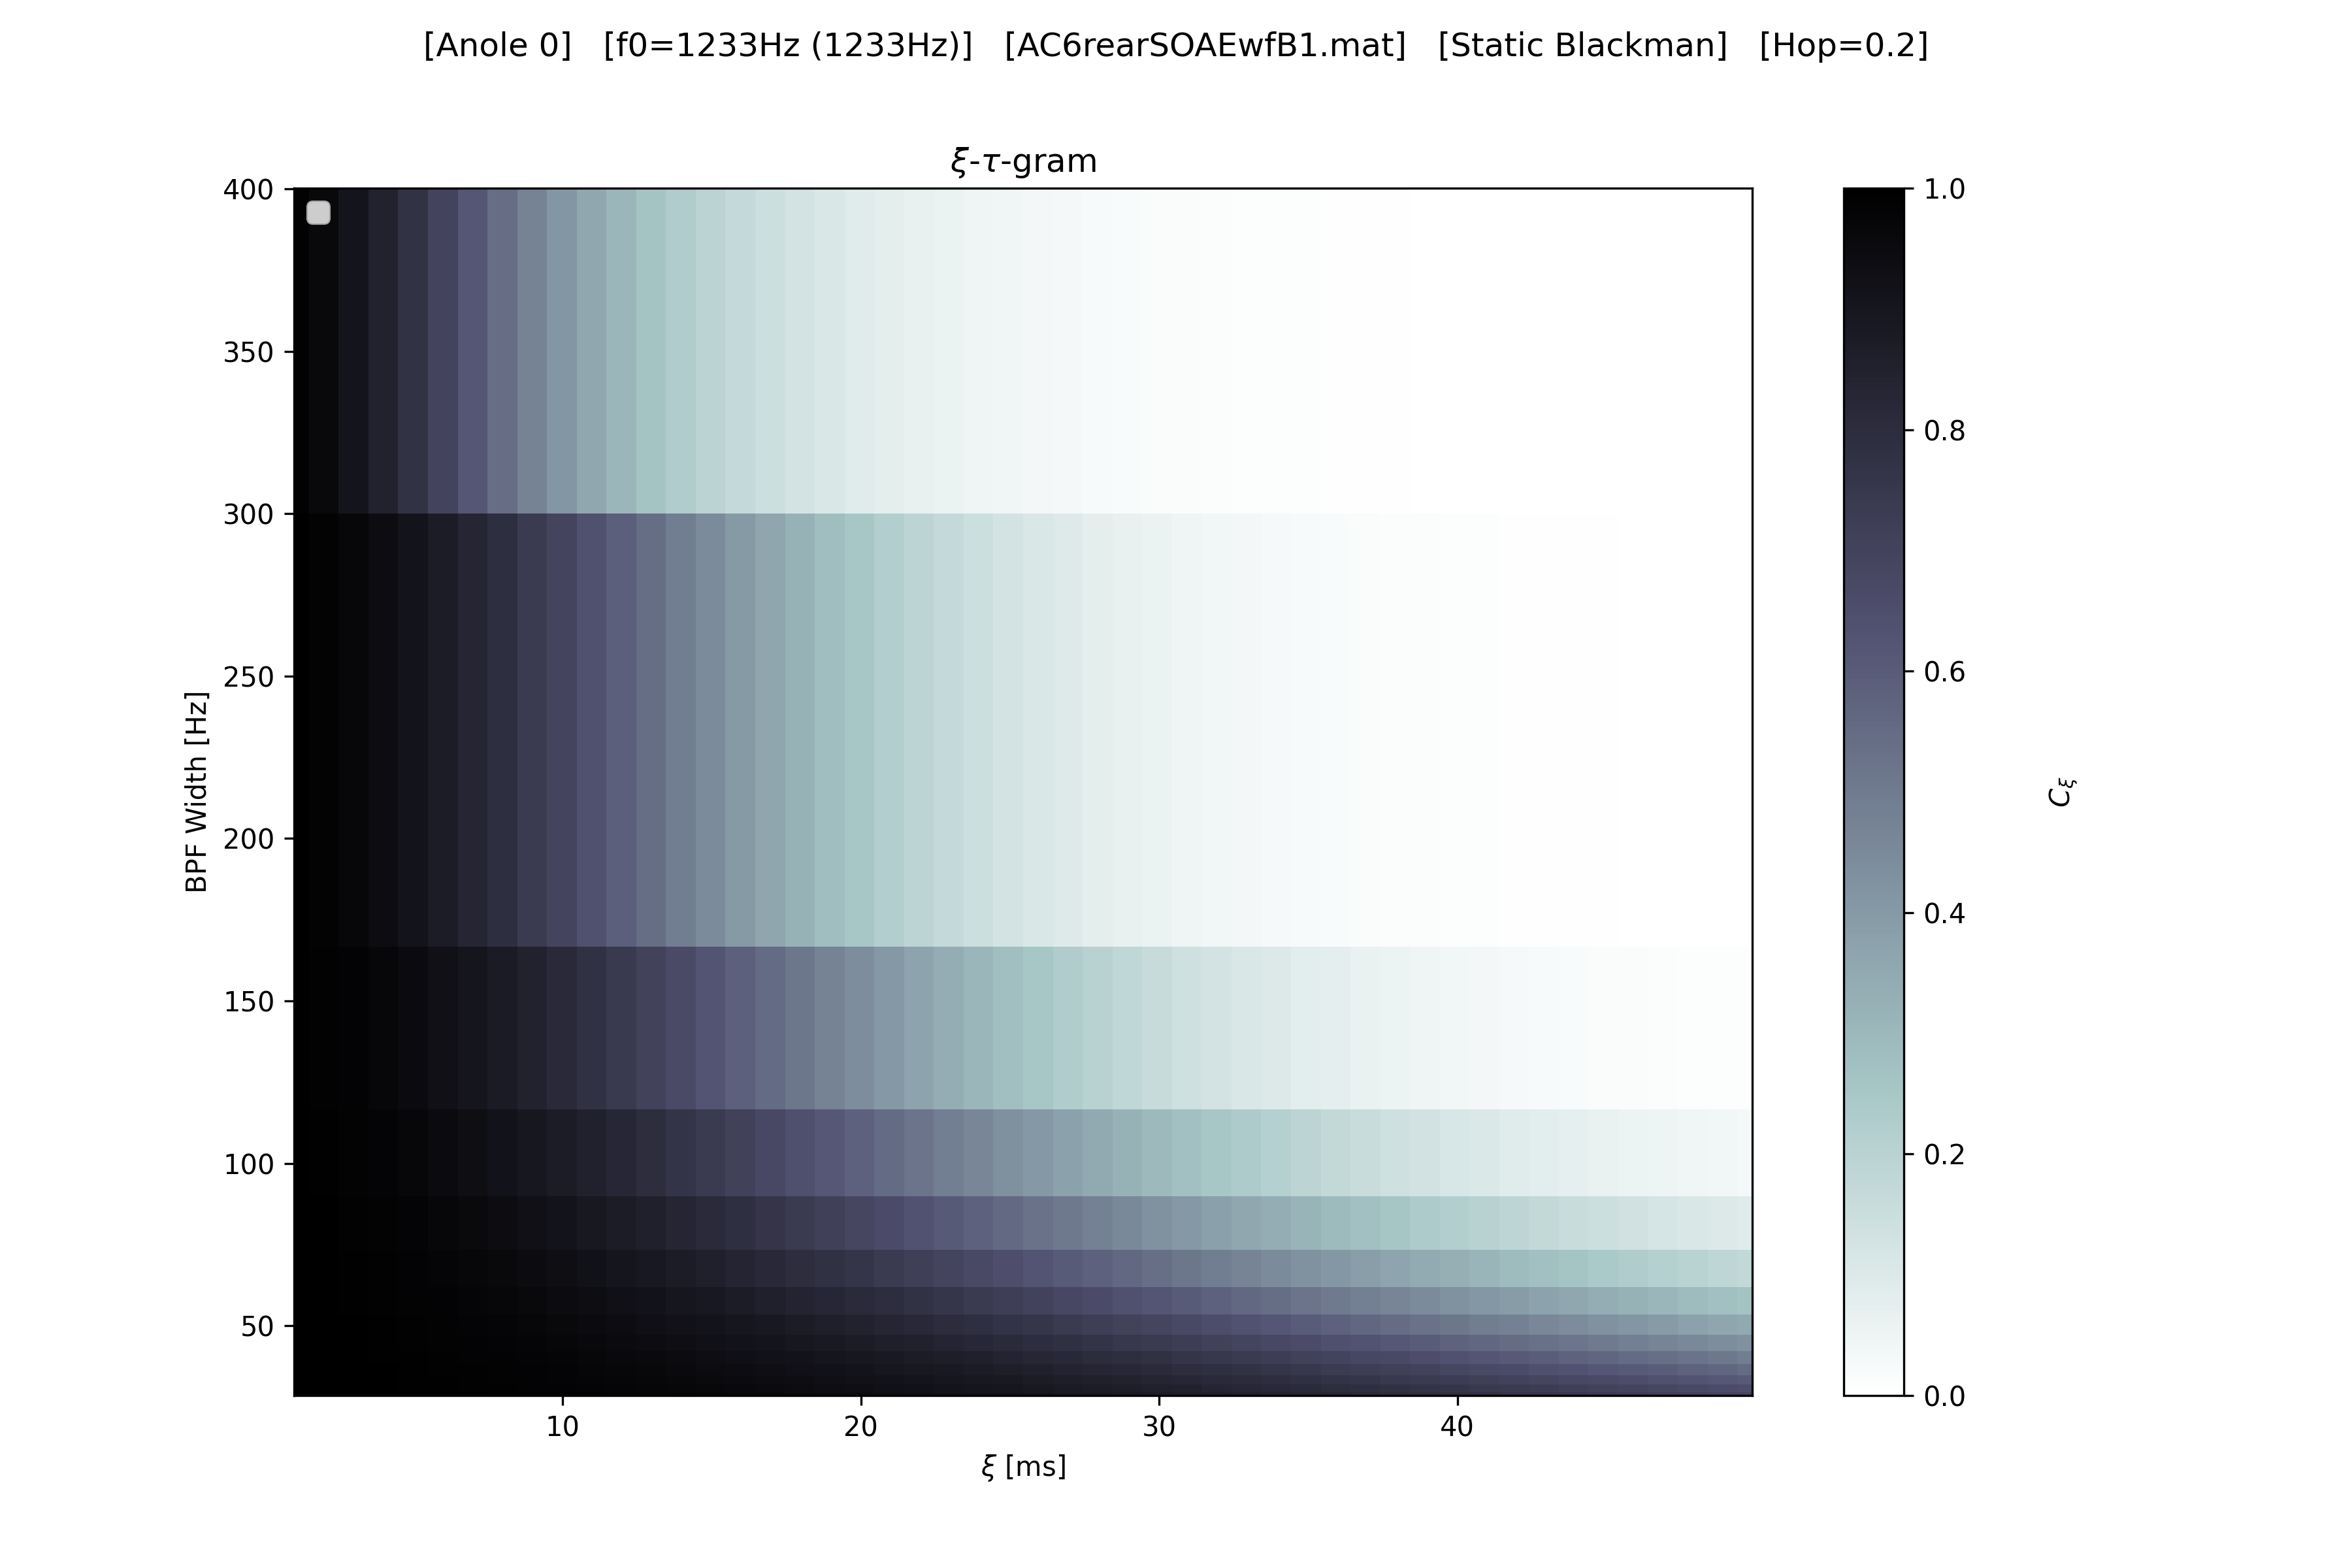 [Anole 0]   [f0=1233Hz (1233Hz)]   [AC6rearSOAEwfB1.mat]   [Static Blackman]   [Hop=0.2]
ξ-τ-gram
400
350
300
250
200
150
100
50
BPF Width [Hz]
10 20 30 40
ξ [ms]
1.0
0.8
0.6
0.4
0.2
0.0
C_ξ